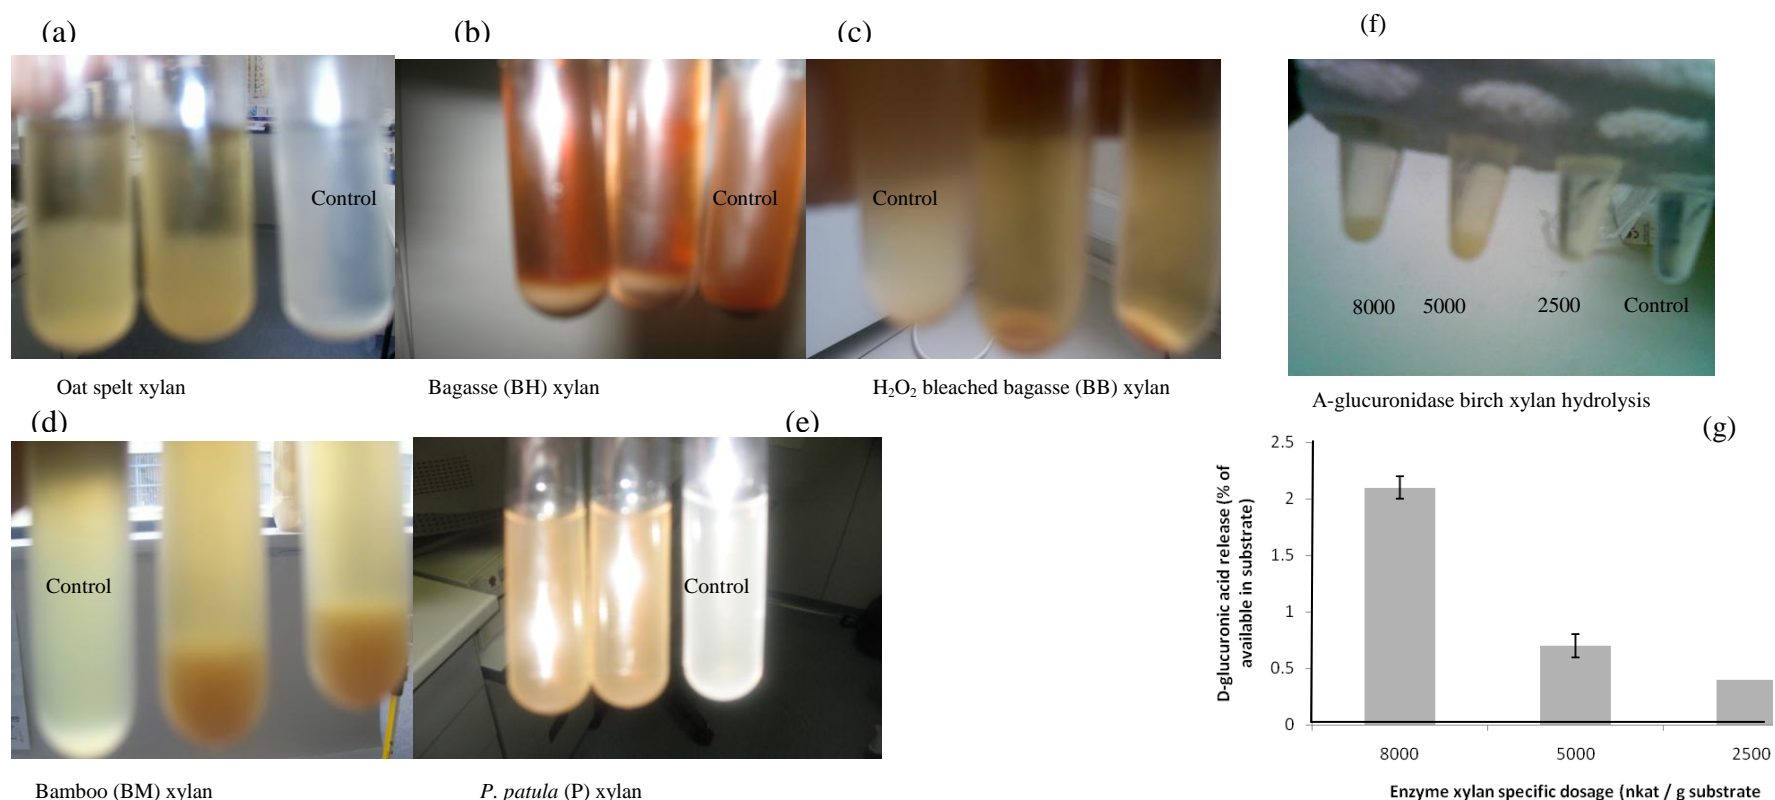 (a)
(b)
(c)
(f)
Control
Control
Control
8000
5000
2500
Control
Oat spelt xylan
Bagasse (BH) xylan
H₂O₂ bleached bagasse (BB) xylan
A-glucuronidase birch xylan hydrolysis
(d)
(e)
(g)
Control
Control
Bamboo (BM) xylan
P. patula (P) xylan
D-glucuronic acid release (% of
available in substrate)
2.5
2
1.5
1
0.5
0
8000
5000
2500
Enzyme xylan specific dosage (nkat / g substrate